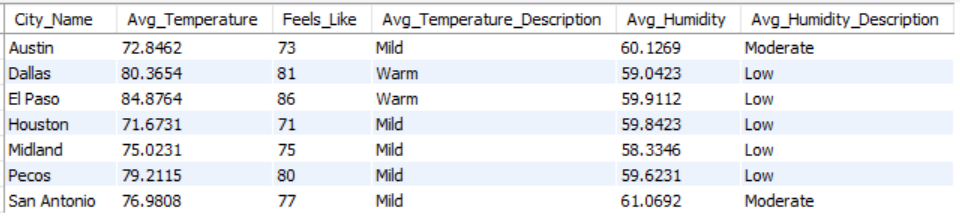 City_Name Avg_Temperature Feels_Like Avg_Temperature_Description Avg_Humidity Avg_Humidity_Description
Austin 72.8462 73 Mild 60.1269 Moderate
Dallas 80.3654 81 Warm 59.0423 Low
El Paso 84.8764 86 Warm 59.9112 Low
Houston 71.6731 71 Mild 59.8423 Low
Midland 75.0231 75 Mild 58.3346 Low
Pecos 79.2115 80 Mild 59.6231 Low
San Antonio 76.9808 77 Mild 61.0692 Moderate